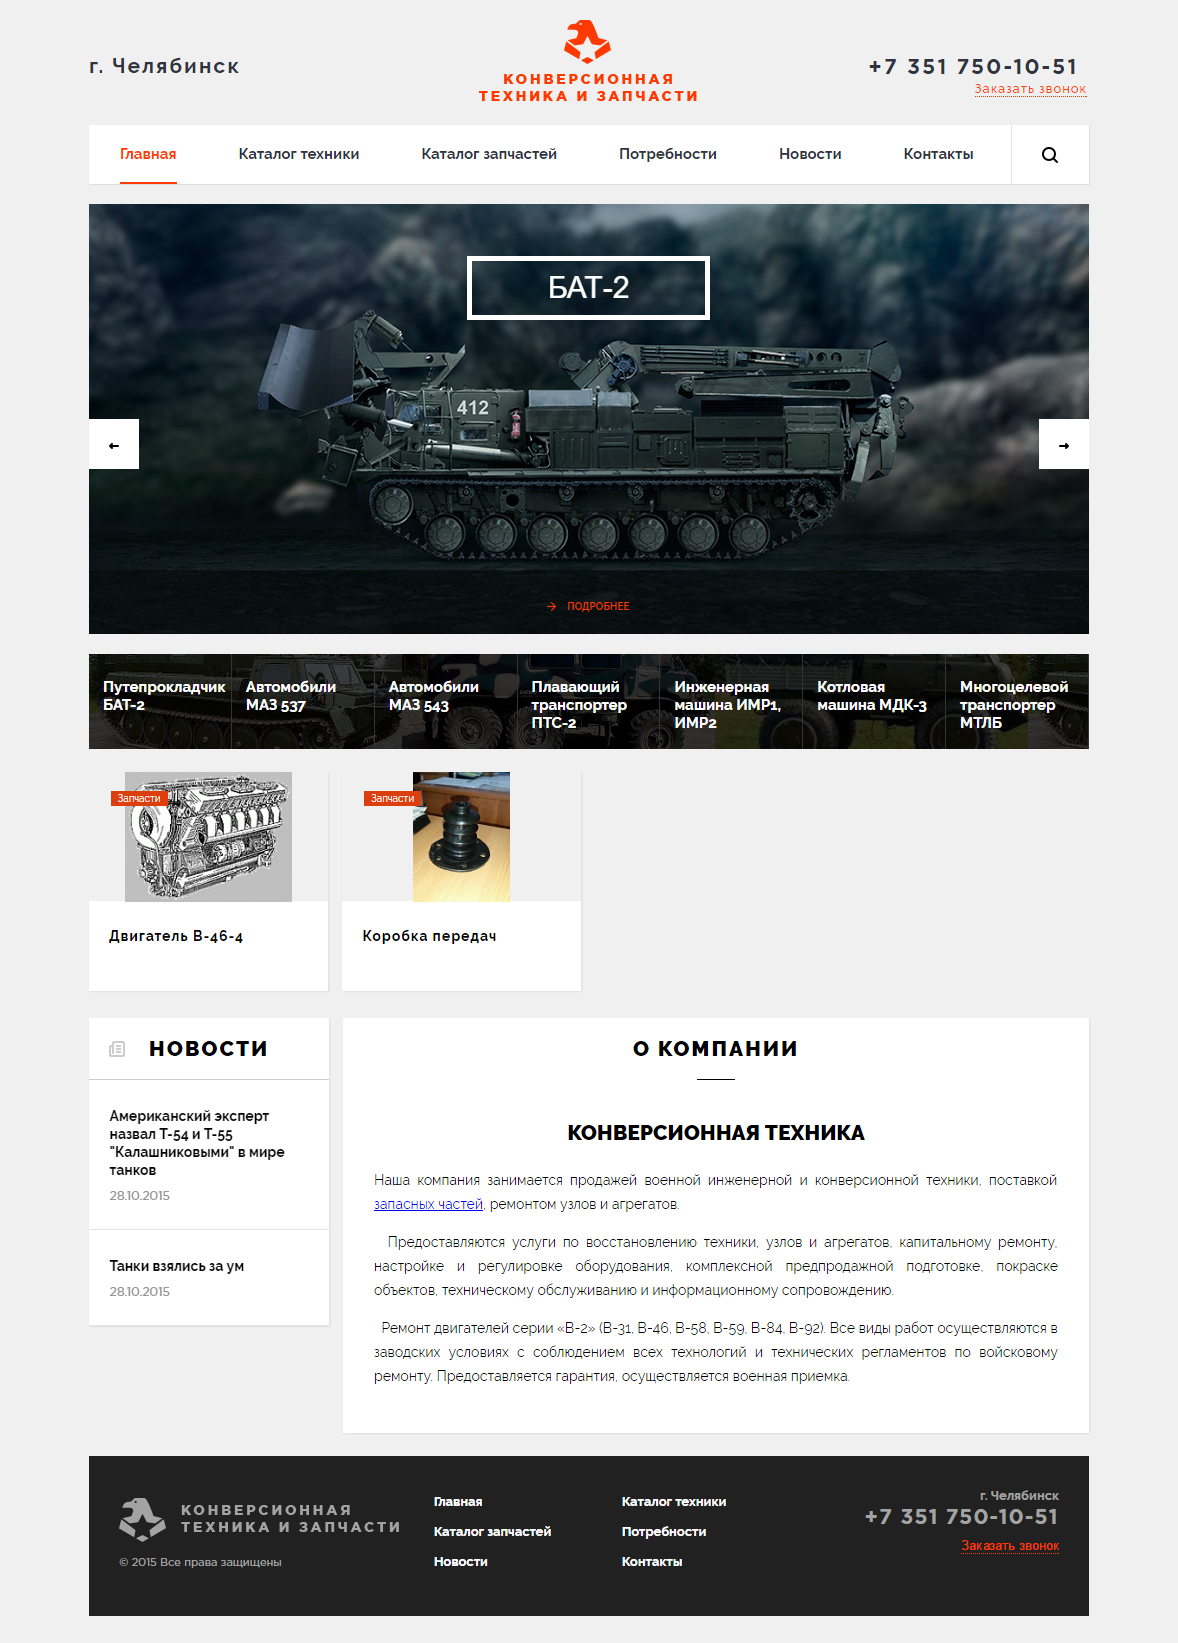 г. Челябинск
КОНВЕРСИОННАЯ
ТЕХНИКА И ЗАПЧАСТИ
+7 351 750-10-51
Заказать звонок
Главная
Каталог техники
Каталог запчастей
Потребности
Новости
Контакты
БАТ-2
412
ПОДРОБНЕЕ
Путепрокладчик
БАТ-2
Автомобили
МАЗ 537
Автомобили
МАЗ 543
Плавающий
транспортер
ПТС-2
Инженерная
машина ИМР1,
ИМР2
Котловая
машина МДК-3
Многоцелевой
транспортер
МТЛБ
Запчасти
Двигатель В-46-4
Запчасти
Коробка передач
НОВОСТИ
Американский эксперт
назвал Т-54 и Т-55
"Калашниковыми" в мире
танков
28.10.2015
Танки взялись за ум
28.10.2015
О КОМПАНИИ
КОНВЕРСИОННАЯ ТЕХНИКА
Наша компания занимается продажей военной инженерной и конверсионной техники, поставкой
запасных частей, ремонтом узлов и агрегатов.
Предоставляются услуги по восстановлению техники, узлов и агрегатов, капитальному ремонту,
настройке и регулировке оборудования, комплексной предпродажной подготовке, покраске
объектов, техническому обслуживанию и информационному сопровождению.
Ремонт двигателей серии «В-2» (В-31, В-46, В-58, В-59, В-84, В-92). Все виды работ осуществляются в
заводских условиях с соблюдением всех технологий и технических регламентов по войсковому
ремонту. Предоставляется гарантия, осуществляется военная приемка.
КОНВЕРСИОННАЯ
ТЕХНИКА И ЗАПЧАСТИ
© 2015 Все права защищены
Главная
Каталог запчастей
Новости
Каталог техники
Потребности
Контакты
г. Челябинск
+7 351 750-10-51
Заказать звонок